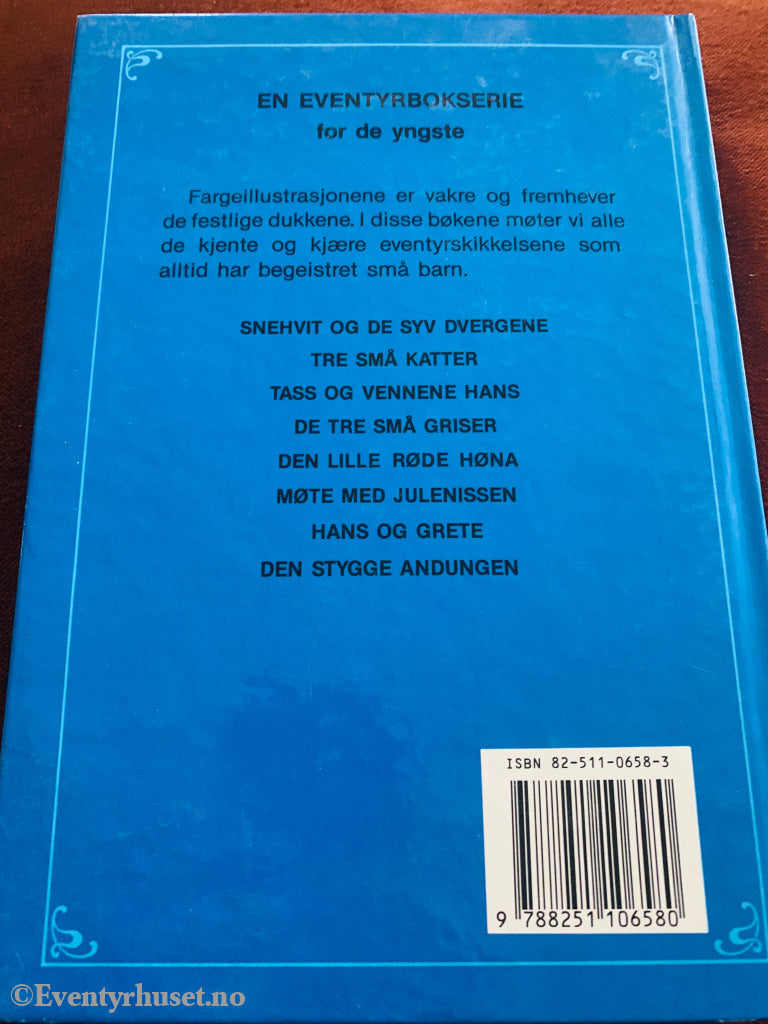 EN EVENTYRBOKSERIE
for de yngste
Fargeillustrasjonene er vakre og fremhever
de festlige dukkene. I disse bøkene møter vi alle
de kjente og kjære eventyrskikkelsene som
alltid har begeistret små barn.
SNEHVIT OG DE SYV DVERGENE
TRE SMÅ KATTER
TASS OG VENNENE HANS
DE TRE SMÅ GRISER
DEN LILLE RØDE HØNA
MØTE MED JULENISSEN
HANS OG GRETE
DEN STYGGE ANDUNGEN
ISBN 82-511-0658-3
9 788251 106580
©Eventyrhuset.no